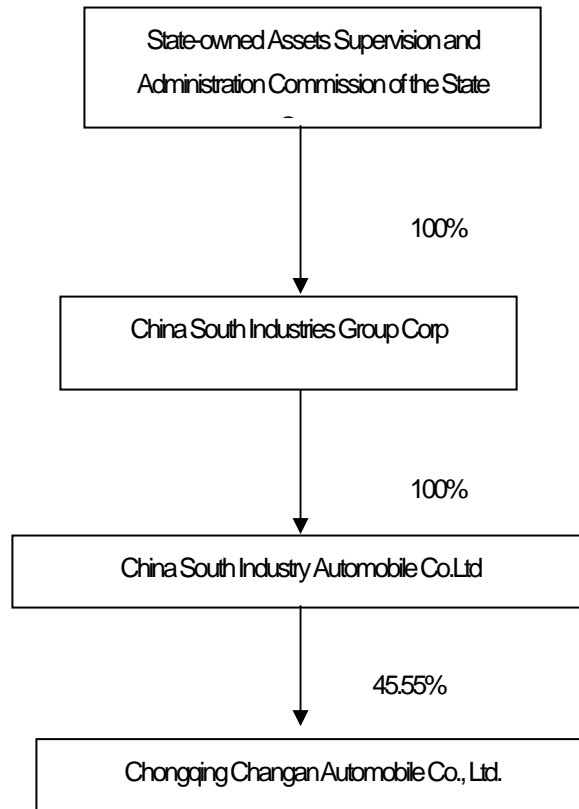 State-owned Assets Supervision and
Administration Commission of the State
100%
China South Industries Group Corp
100%
China South Industry Automobile Co.Ltd
45.55%
Chongqing Changan Automobile Co., Ltd.